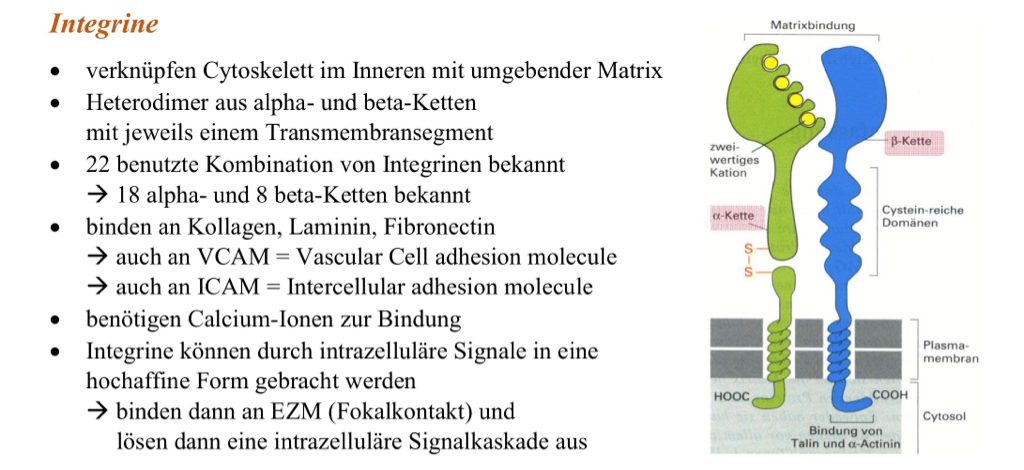 Integrine
• verknüpfen Cytoskelett im Inneren mit umgebender Matrix
• Heterodimer aus alpha- und beta-Ketten
mit jeweils einem Transmembransegment
• 22 benutzte Kombination von Integrinen bekannt
→ 18 alpha- und 8 beta-Ketten bekannt
• binden an Kollagen, Laminin, Fibronectin
→ auch an VCAM = Vascular Cell adhesion molecule
→ auch an ICAM = Intercellular adhesion molecule
• benötigen Calcium-Ionen zur Bindung
• Integrine können durch intrazelluläre Signale in eine
hochaffine Form gebracht werden
→ binden dann an EZM (Fokalkontakt) und
lösen dann eine intrazelluläre Signalkaskade aus
Matrixbindung
zwei-
wertiges
Kation
β-Kette
α-Kette
Cystein-reiche
Domänen
S
S
Plasma-
membran
HOOC
COOH
Cytosol
Bindung von
Talin und α-Actinin